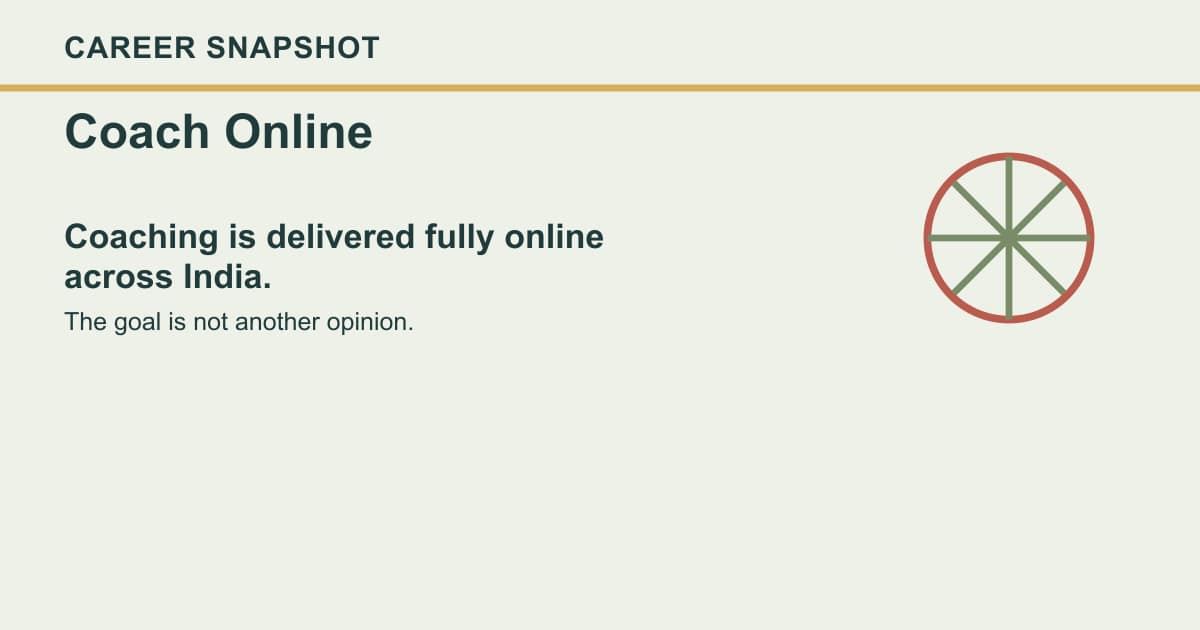 CAREER SNAPSHOT
Coach Online
Coaching is delivered fully online
across India.
The goal is not another opinion.